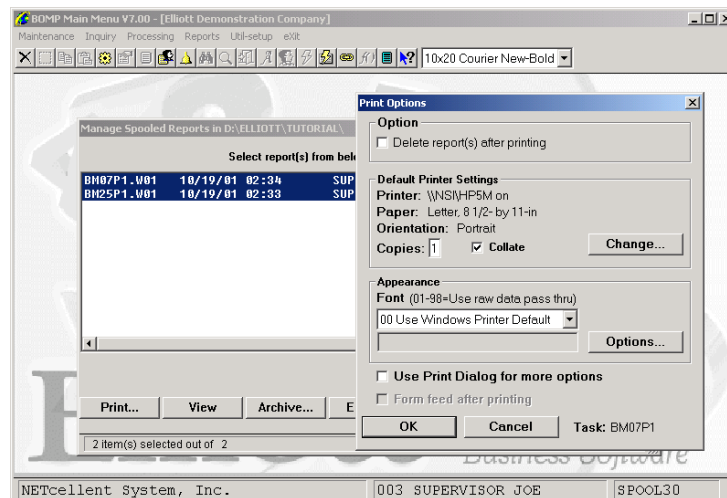 BOMP Main Menu V7.00 - [Elliott Demonstration Company]
Maintenance Inquiry Processing Reports Util-setup eXit
10x20 Courier New-Bold
Manage Spooled Reports in D:\ELLIOTT\TUTORIAL\
Select report(s) from bel
BM07P1.W01 10/19/01 02:34 SUP
BM25P1.W01 10/19/01 02:33 SUP
Print... View Archive... E
2 item(s) selected out of 2
Print Options
Option
Delete report(s) after printing
Default Printer Settings
Printer: \\NSI\HP5M on
Paper: Letter, 8 1/2- by 11-in
Orientation: Portrait
Copies: 1 Collate Change...
Appearance
Font (01-98=Use raw data pass thru)
00 Use Windows Printer Default
Options...
Use Print Dialog for more options
Form feed after printing
OK Cancel Task: BM07P1
Business Software
NETcellent System, Inc. 003 SUPERVISOR JOE SPOOL30